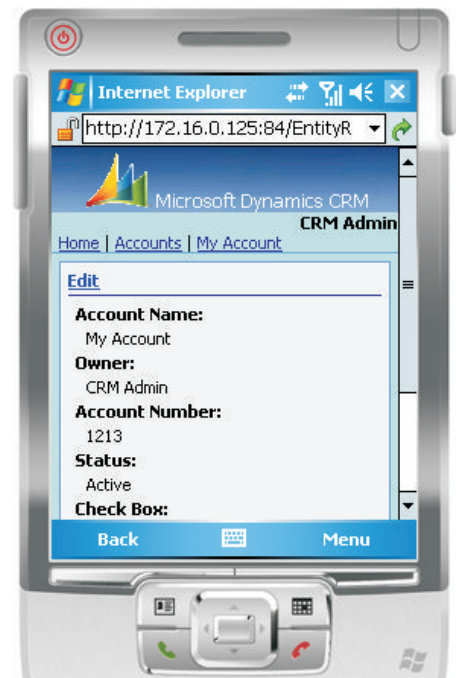 Internet Explorer
http://172.16.0.125:84/EntityR
Microsoft Dynamics CRM
CRM Admin
Home | Accounts | My Account
Edit
Account Name:
My Account
Owner:
CRM Admin
Account Number:
1213
Status:
Active
Check Box:
Back Menu